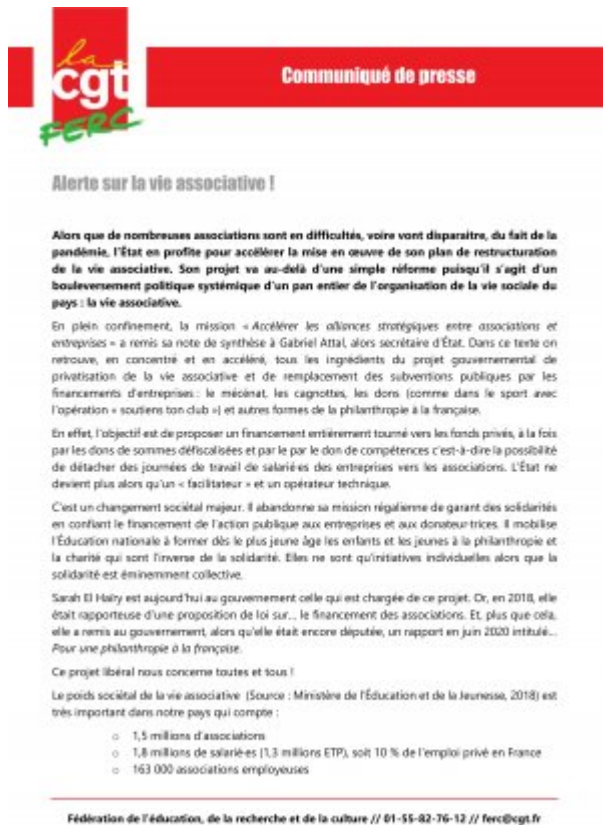 la
cgt
FERC
Communiqué de presse
Alerte sur la vie associative !
Alors que de nombreuses associations sont en difficultés, voire vont disparaitre, du fait de la
pandémie, l'État en profite pour accélérer la mise en œuvre de son plan de restructuration
de la vie associative. Son projet va au-delà d'une simple réforme puisqu'il s'agit d'un
bouleversement politique systémique d'un pan entier de l'organisation de la vie sociale du
pays : la vie associative.
En plein confinement, la mission « Accélérer les alliances stratégiques entre associations et
entreprises » a remis sa note de synthèse à Gabriel Attal, alors secrétaire d'État. Dans ce texte on
retrouve, en concentré et en accéléré, tous les ingrédients du projet gouvernemental de
privatisation de la vie associative et de remplacement des subventions publiques par les
financements d'entreprises : le mécénat, les cagnottes, les dons (comme dans le sport avec
l'opération « soutiens ton club ») et autres formes de la philanthropie à la française.
En effet, l'objectif est de proposer un financement entièrement tourné vers les fonds privés, à la fois
par les dons de sommes défiscalisées et par le par le don de compétences c'est-à-dire la possibilité
de détacher des journées de travail de salarié·es des entreprises vers les associations. L'État ne
devient plus alors qu'un « facilitateur » et un opérateur technique.
C'est un changement sociétal majeur. Il abandonne sa mission régalienne de garant des solidarités
en confiant le financement de l'action publique aux entreprises et aux donateur·trices. Il mobilise
l'Éducation nationale à former dès le plus jeune âge les enfants et les jeunes à la philanthropie et
la charité qui sont l'inverse de la solidarité. Elles ne sont qu'initiatives individuelles alors que la
solidarité est éminemment collective.
Sarah El Haïry est aujourd'hui au gouvernement celle qui est chargée de ce projet. Or, en 2018, elle
était rapporteuse d'une proposition de loi sur... le financement des associations. Et, plus que cela,
elle a remis au gouvernement, alors qu'elle était encore députée, un rapport en juin 2020 intitulé...
Pour une philanthropie à la française.
Ce projet libéral nous concerne toutes et tous !
Le poids sociétal de la vie associative (Source : Ministère de l'Éducation et de la Jeunesse, 2018) est
très important dans notre pays qui compte :
o 1,5 millions d'associations
o 1,8 millions de salarié·es (1,3 millions ETP), soit 10 % de l'emploi privé en France
o 163 000 associations employeuses
Fédération de l'éducation, de la recherche et de la culture // 01-55-82-76-12 // ferc@cgt.fr